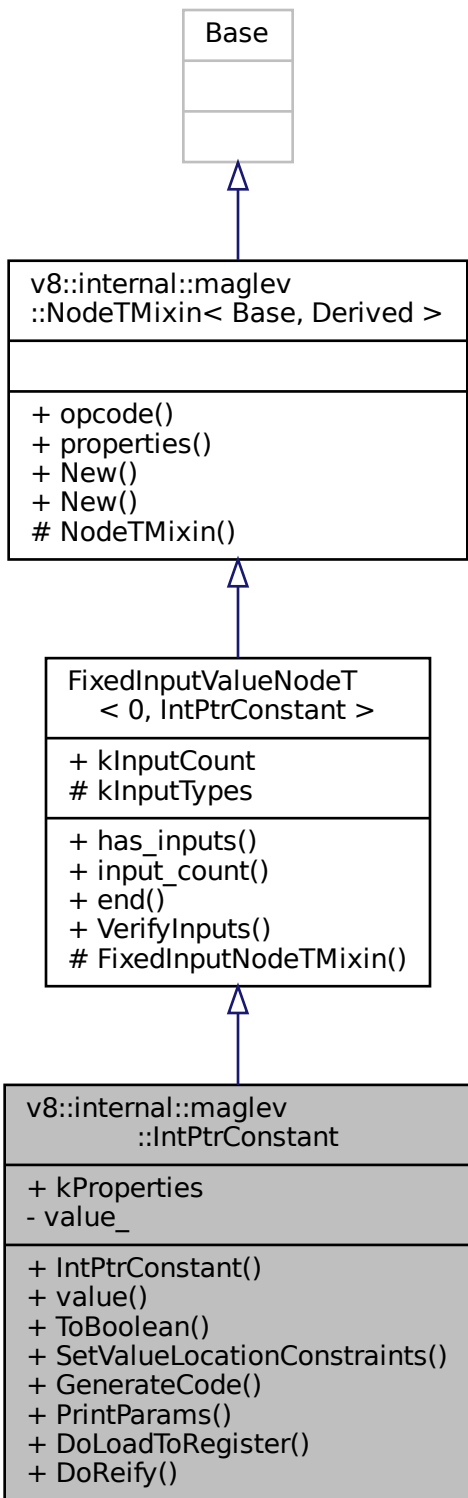 Base
v8::internal::maglev
::NodeTMixin< Base, Derived >
+ opcode()
+ properties()
+ New()
+ New()
# NodeTMixin()
FixedInputValueNodeT
< 0, IntPtrConstant >
+ kInputCount
# kInputTypes
+ has_inputs()
+ input_count()
+ end()
+ VerifyInputs()
# FixedInputNodeTMixin()
v8::internal::maglev
::IntPtrConstant
+ kProperties
- value_
+ IntPtrConstant()
+ value()
+ ToBoolean()
+ SetValueLocationConstraints()
+ GenerateCode()
+ PrintParams()
+ DoLoadToRegister()
+ DoReify()